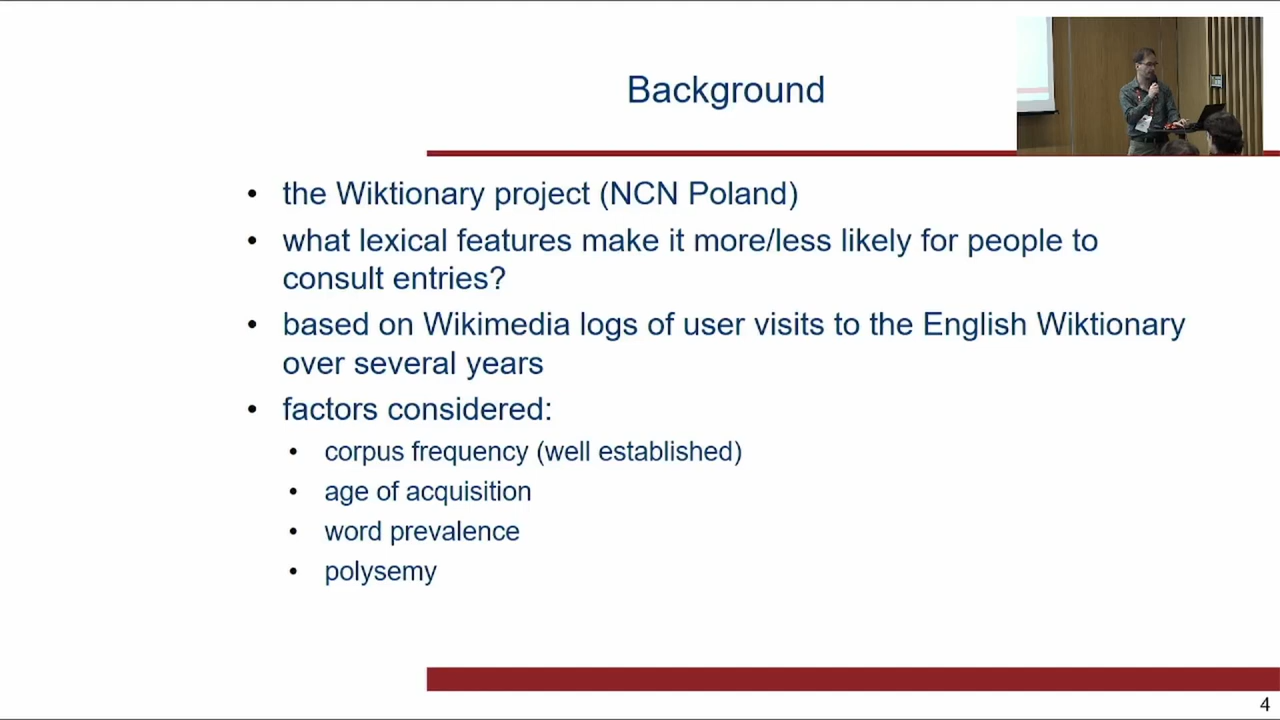 Background
• the Wiktionary project (NCN Poland)
• what lexical features make it more/less likely for people to
consult entries?
• based on Wikimedia logs of user visits to the English Wiktionary
over several years
• factors considered:
• corpus frequency (well established)
• age of acquisition
• word prevalence
• polysemy
4